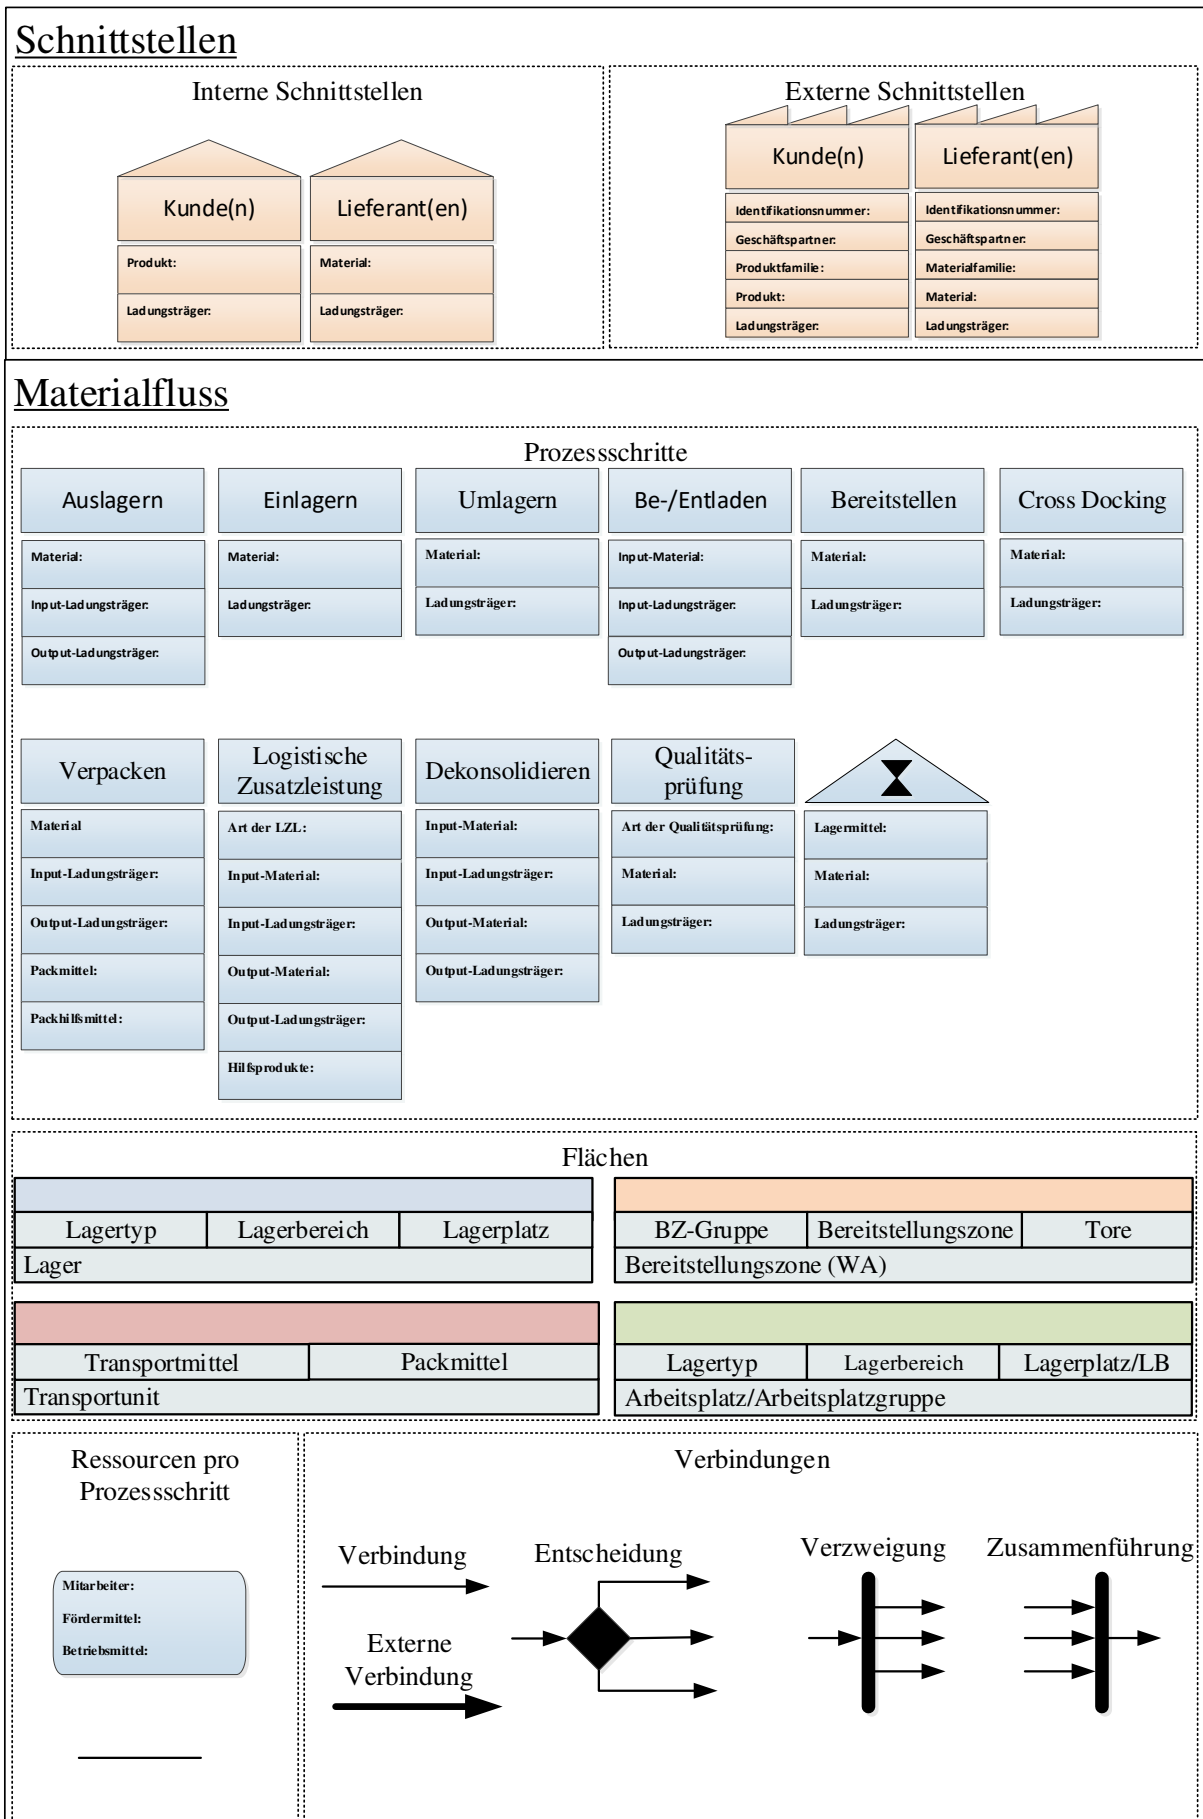 Schnittstellen
Interne Schnittstellen
Kunde(n)
Produkt:
Ladungsträger:
Lieferant(en)
Material:
Ladungsträger:
Externe Schnittstellen
Kunde(n)
Identifikationsnummer:
Geschäftspartner:
Produktfamilie:
Produkt:
Ladungsträger:
Lieferant(en)
Identifikationsnummer:
Geschäftspartner:
Materialfamilie:
Material:
Ladungsträger:
Materialfluss
Prozessschritte
Auslagern
Material:
Input-Ladungsträger:
Output-Ladungsträger:
Einlagern
Material:
Ladungsträger:
Umlagern
Material:
Ladungsträger:
Be-/Entladen
Input-Material:
Input-Ladungsträger:
Output-Ladungsträger:
Bereitstellen
Material:
Ladungsträger:
Cross Docking
Material:
Ladungsträger:
Verpacken
Material
Input-Ladungsträger:
Output-Ladungsträger:
Packmittel:
Packhilfsmittel:
Logistische
Zusatzleistung
Art der LZL:
Input-Material:
Input-Ladungsträger:
Output-Material:
Output-Ladungsträger:
Hilfsprodukte:
Dekonsolidieren
Input-Material:
Input-Ladungsträger:
Output-Material:
Output-Ladungsträger:
Qualitäts-
prüfung
Art der Qualitätsprüfung:
Material:
Ladungsträger:
Lagermittel:
Material:
Ladungsträger:
Flächen
Lagertyp
Lagerbereich
Lagerplatz
Lager
BZ-Gruppe
Bereitstellungszone
Tore
Bereitstellungszone (WA)
Transportmittel
Packmittel
Transportunit
Lagertyp
Lagerbereich
Lagerplatz/LB
Arbeitsplatz/Arbeitsplatzgruppe
Ressourcen pro
Prozessschritt
Mitarbeiter:
Fördermittel:
Betriebsmittel:
Verbindungen
Verbindung
Externe
Verbindung
Entscheidung
Verzweigung
Zusammenführung